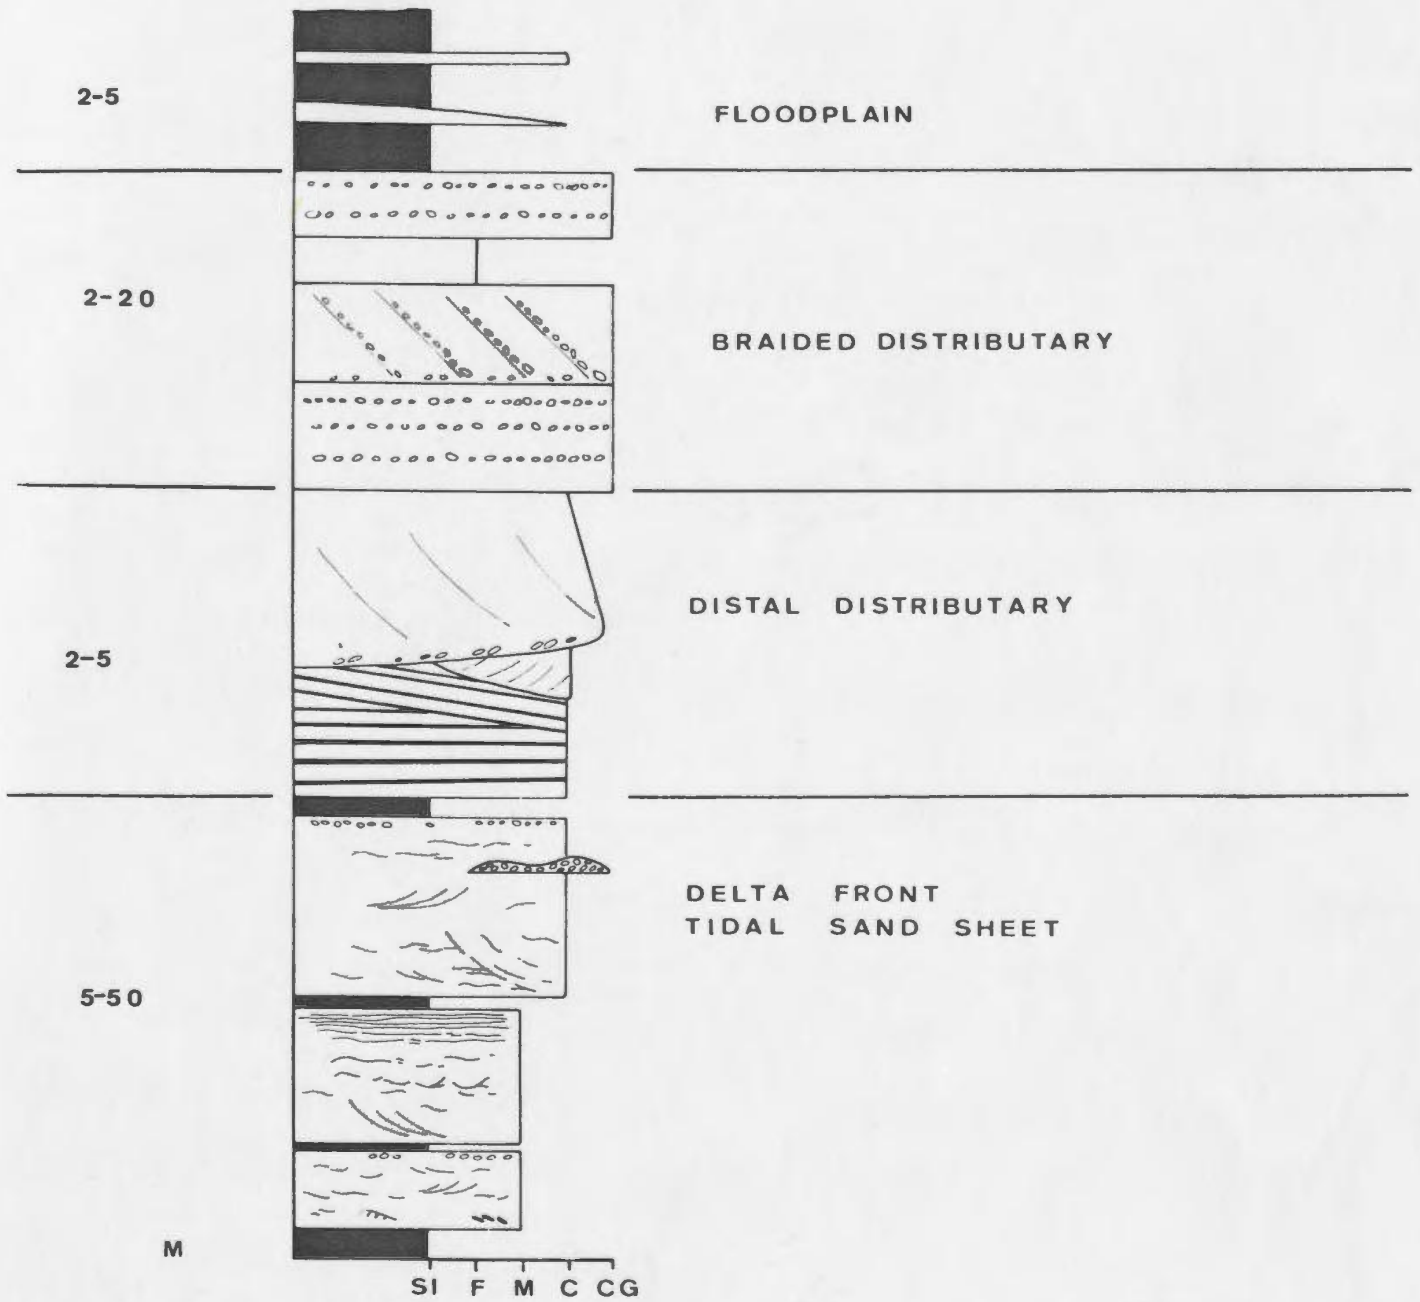 2-5
FLOODPLAIN
2-20
BRAIDED DISTRIBUTARY
DISTAL DISTRIBUTARY
2-5
DELTA FRONT
TIDAL SAND SHEET
5-50
M
SI F M C CG